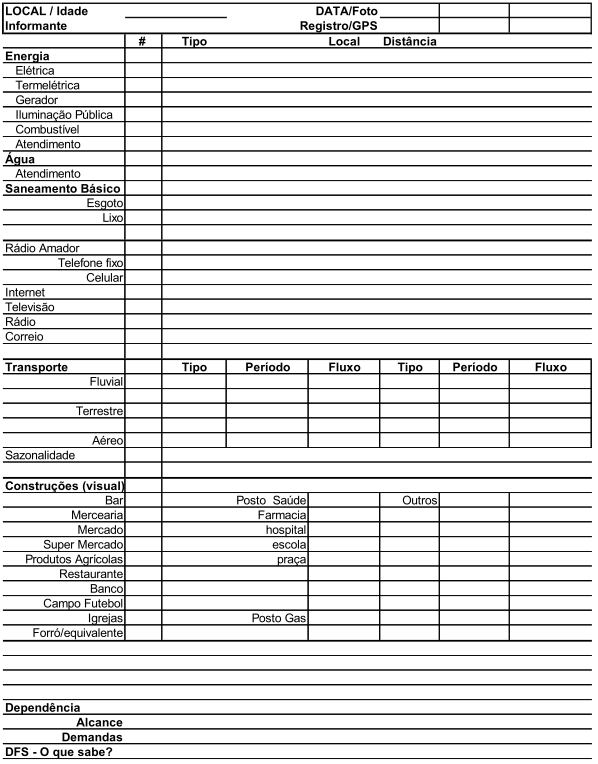 LOCAL / Idade DATA/Foto
Informante Registro/GPS
# Tipo Local Distância
Energia
Elétrica
Termelétrica
Gerador
Iluminação Pública
Combustível
Atendimento
Água
Atendimento
Saneamento Básico
Esgoto
Lixo
Rádio Amador
Telefone fixo
Celular
Internet
Televisão
Rádio
Correio
Transporte Tipo Período Fluxo Tipo Período Fluxo
Fluvial
Terrestre
Aéreo
Sazonalidade
Construções (visual)
Bar Posto Saúde Outros
Mercearia Farmacia
Mercado hospital
Super Mercado escola
Produtos Agrícolas praça
Restaurante
Banco
Campo Futebol
Igrejas Posto Gas
Forró/equivalente
Dependência
Alcance
Demandas
DFS - O que sabe?